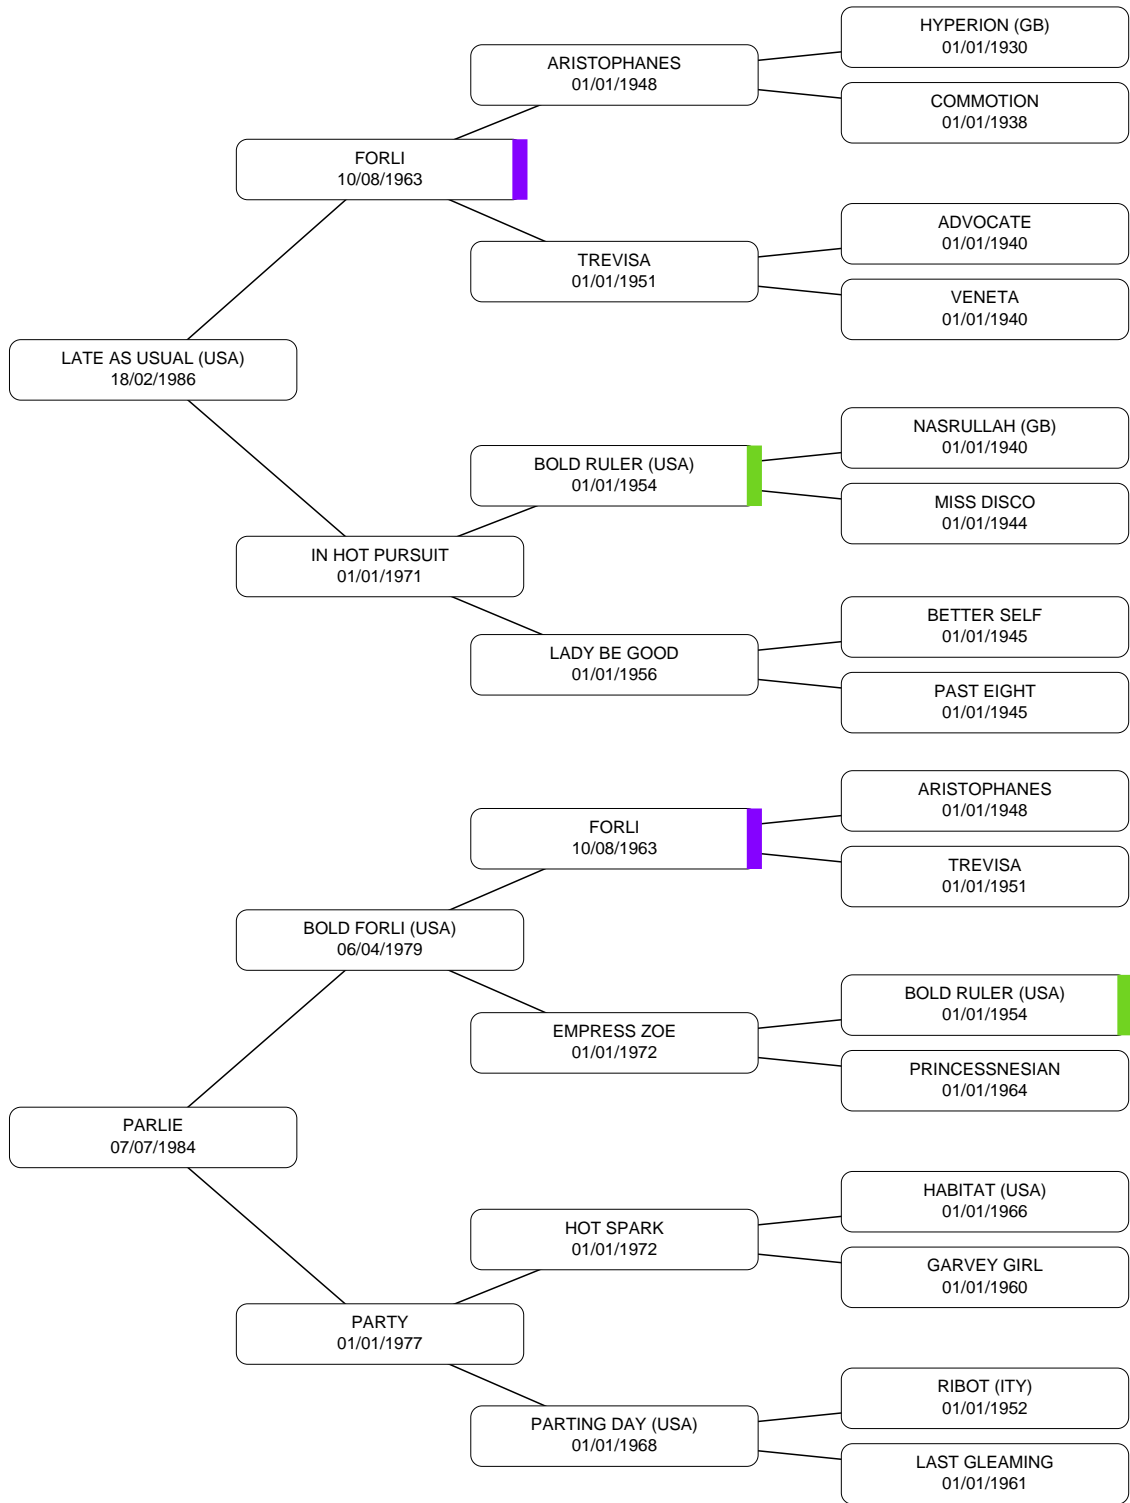 HYPERION (GB)
01/01/1930
ARISTOPHANES
01/01/1948
COMMOTION
01/01/1938
FORLI
10/08/1963
ADVOCATE
01/01/1940
TREVISA
01/01/1951
VENETA
01/01/1940
LATE AS USUAL (USA)
18/02/1986
NASRULLAH (GB)
01/01/1940
BOLD RULER (USA)
01/01/1954
MISS DISCO
01/01/1944
IN HOT PURSUIT
01/01/1971
BETTER SELF
01/01/1945
LADY BE GOOD
01/01/1956
PAST EIGHT
01/01/1945
ARISTOPHANES
01/01/1948
FORLI
10/08/1963
TREVISA
01/01/1951
BOLD FORLI (USA)
06/04/1979
BOLD RULER (USA)
01/01/1954
EMPRESS ZOE
01/01/1972
PRINCESSNESIAN
01/01/1964
PARLIE
07/07/1984
HABITAT (USA)
01/01/1966
HOT SPARK
01/01/1972
GARVEY GIRL
01/01/1960
PARTY
01/01/1977
RIBOT (ITY)
01/01/1952
PARTING DAY (USA)
01/01/1968
LAST GLEAMING
01/01/1961